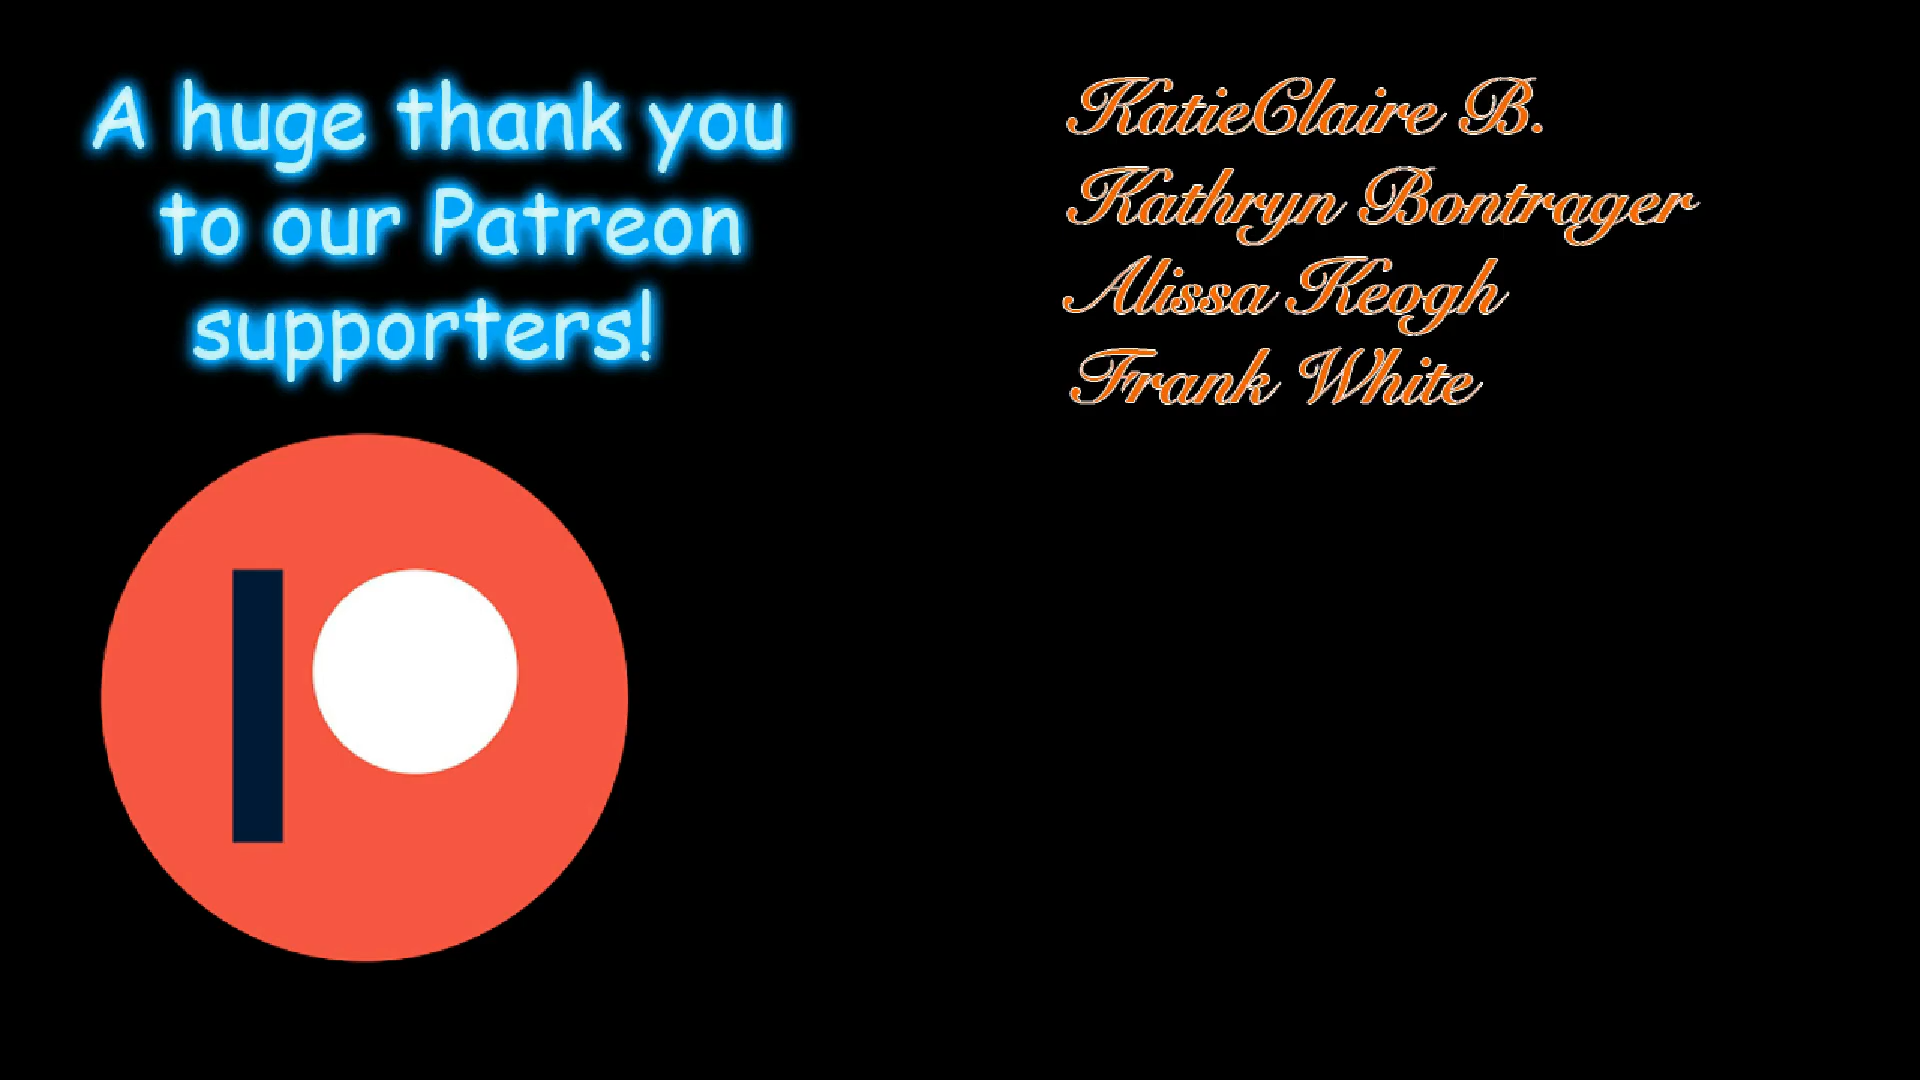 A huge thank you
to our Patreon
supporters!
KatieClaire B.
Kathryn Bontrager
Alissa Keogh
Frank White